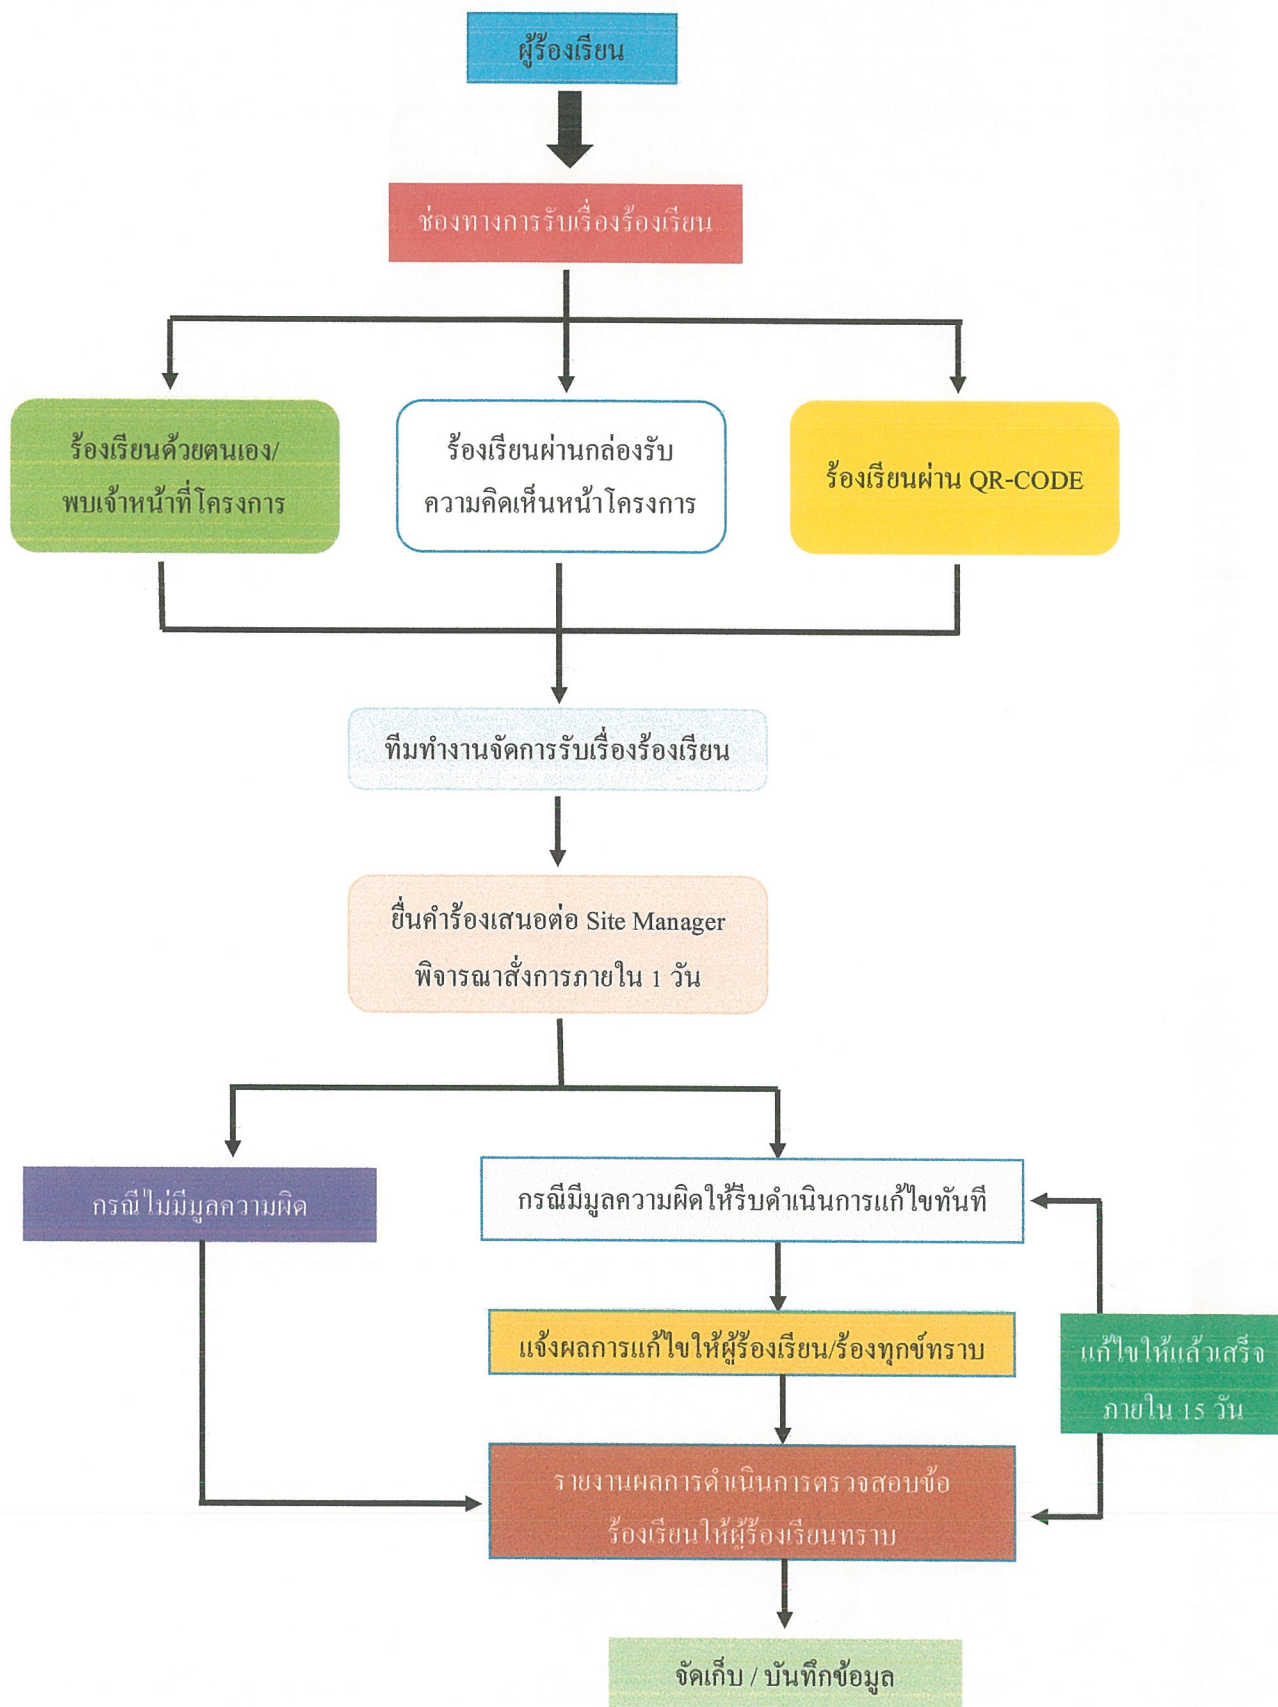 ผู้ร้องเรียน
ช่องทางการรับเรื่องร้องเรียน
ร้องเรียนด้วยตนเอง/
พบเจ้าหน้าที่โครงการ
ร้องเรียนผ่านกล่องรับ
ความคิดเห็นหน้าโครงการ
ร้องเรียนผ่าน QR-CODE
ทีมทำงานจัดการรับเรื่องร้องเรียน
ยื่นคำร้องเสนอต่อ Site Manager
พิจารณาสั่งการภายใน 1 วัน
กรณีไม่มีมูลความผิด
กรณีมีมูลความผิดให้รีบดำเนินการแก้ไขทันที
แจ้งผลการแก้ไขให้ผู้ร้องเรียน/ร้องทุกข์ทราบ
แก้ไขให้แล้วเสร็จ
ภายใน 15 วัน
รายงานผลการดำเนินการตรวจสอบข้อ
ร้องเรียนให้ผู้ร้องเรียนทราบ
จัดเก็บ / บันทึกข้อมูล